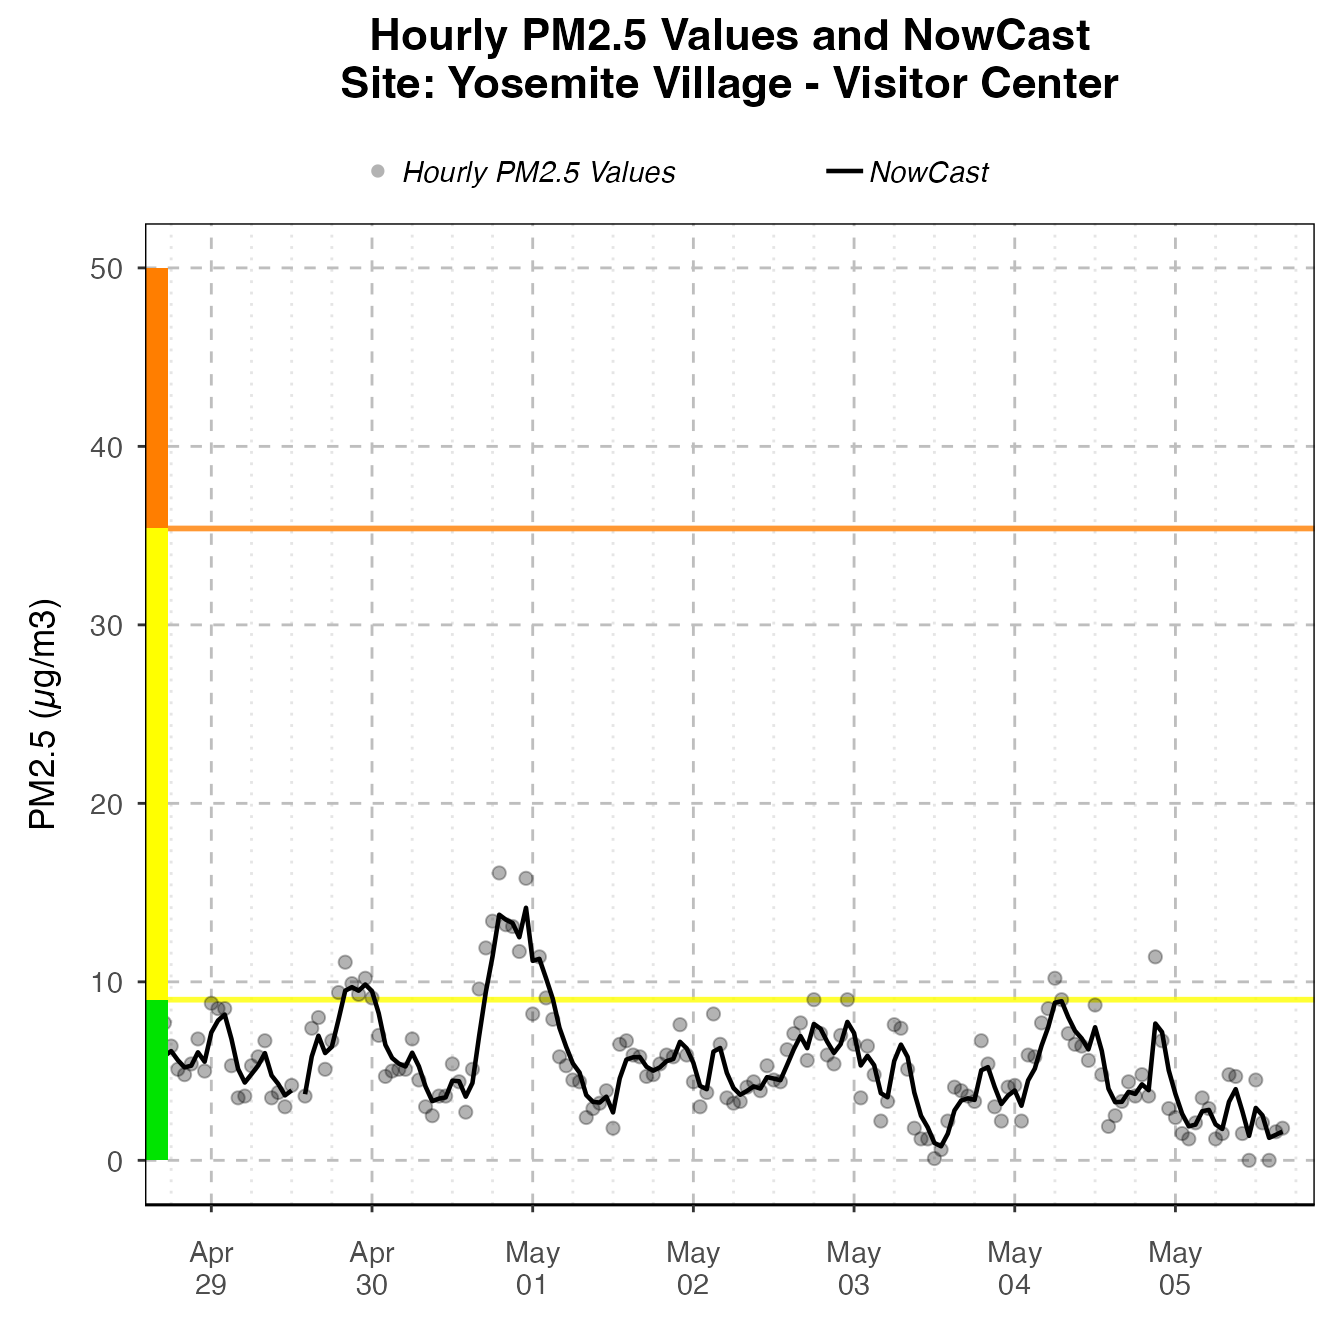 Hourly PM2.5 Values and NowCast
Site: Yosemite Village - Visitor Center
Hourly PM2.5 Values NowCast
PM2.5 (µg/m3)
50
40
30
20
10
0
Apr Apr May May May May May
29 30 01 02 03 04 05